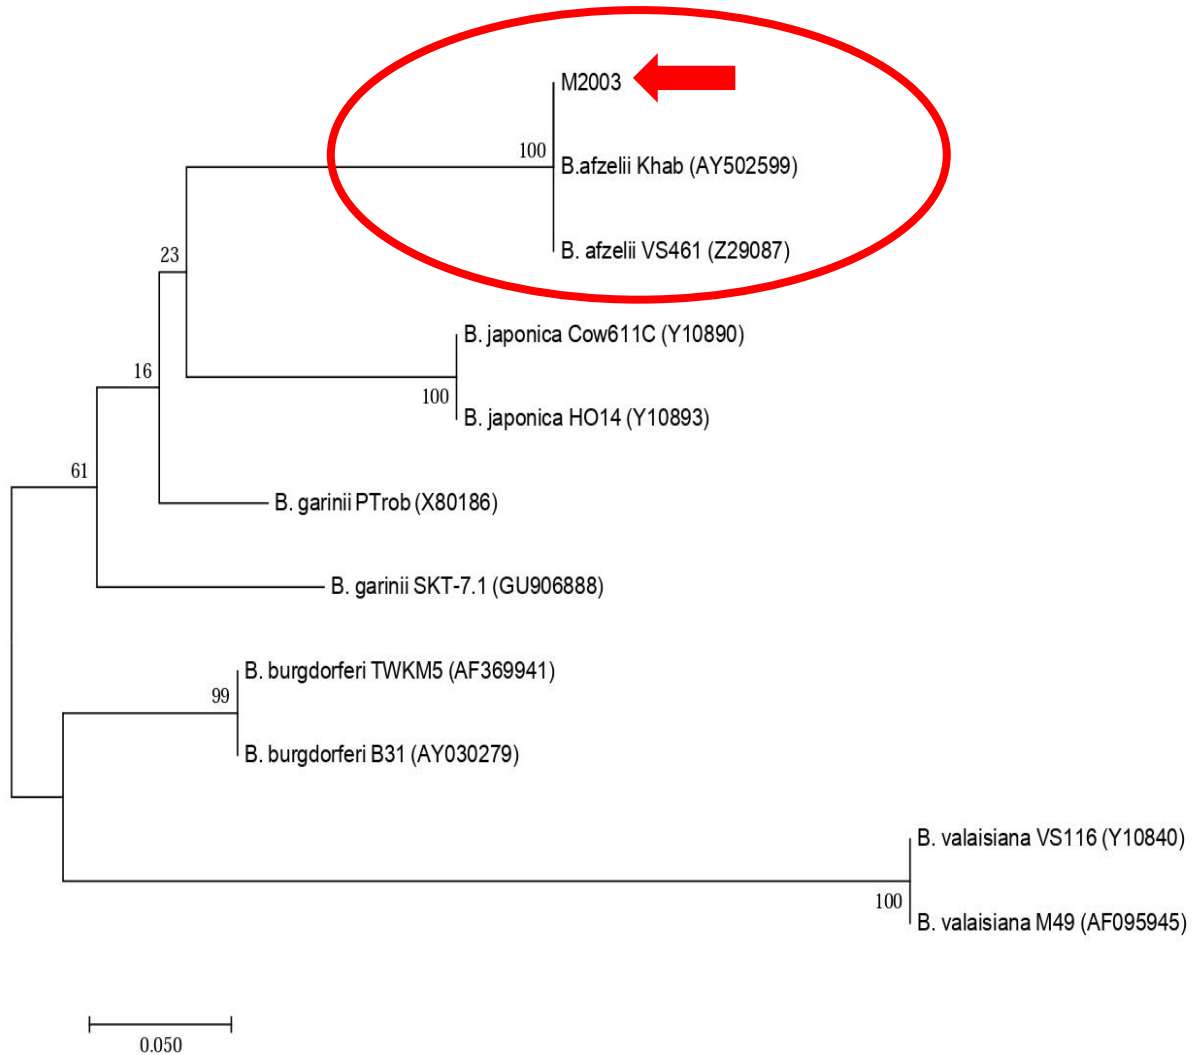 M2003
100
B.afzelii Khab (AY502599)
B. afzelii VS461 (Z29087)
23
B. japonica Cow611C (Y10890)
16
100
B. japonica HO14 (Y10893)
61
B. garinii PTrob (X80186)
B. garinii SKT-7.1 (GU906888)
B. burgdorferi TWKM5 (AF369941)
99
B. burgdorferi B31 (AY030279)
B. valaisiana VS116 (Y10840)
100
B. valaisiana M49 (AF095945)
0.050